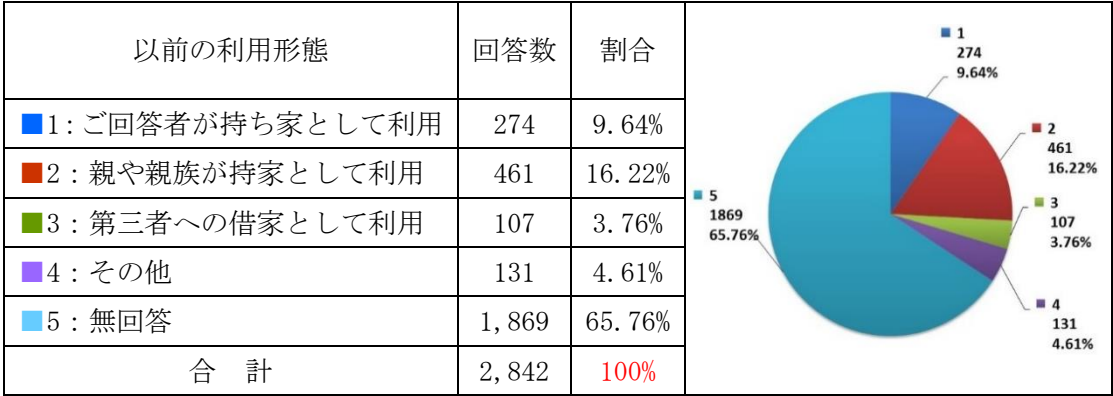 以前の利用形態 回答数 割合
■1：ご回答者が持ち家として利用 274 9.64%
■2：親や親族が持家として利用 461 16.22%
■3：第三者への借家として利用 107 3.76%
■4：その他 131 4.61%
■5：無回答 1,869 65.76%
合　計 2,842 100%
1
274
9.64%
2
461
16.22%
3
107
3.76%
4
131
4.61%
5
1869
65.76%